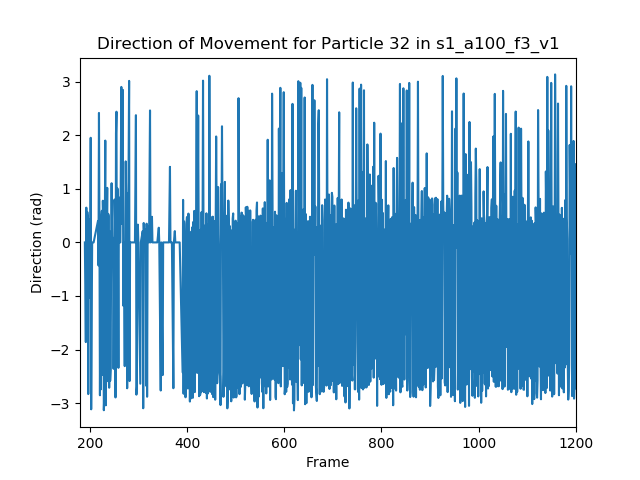 Direction of Movement for Particle 32 in s1_a100_f3_v1
Direction (rad)
3
2
1
0
−1
−2
−3
200 400 600 800 1000 1200
Frame